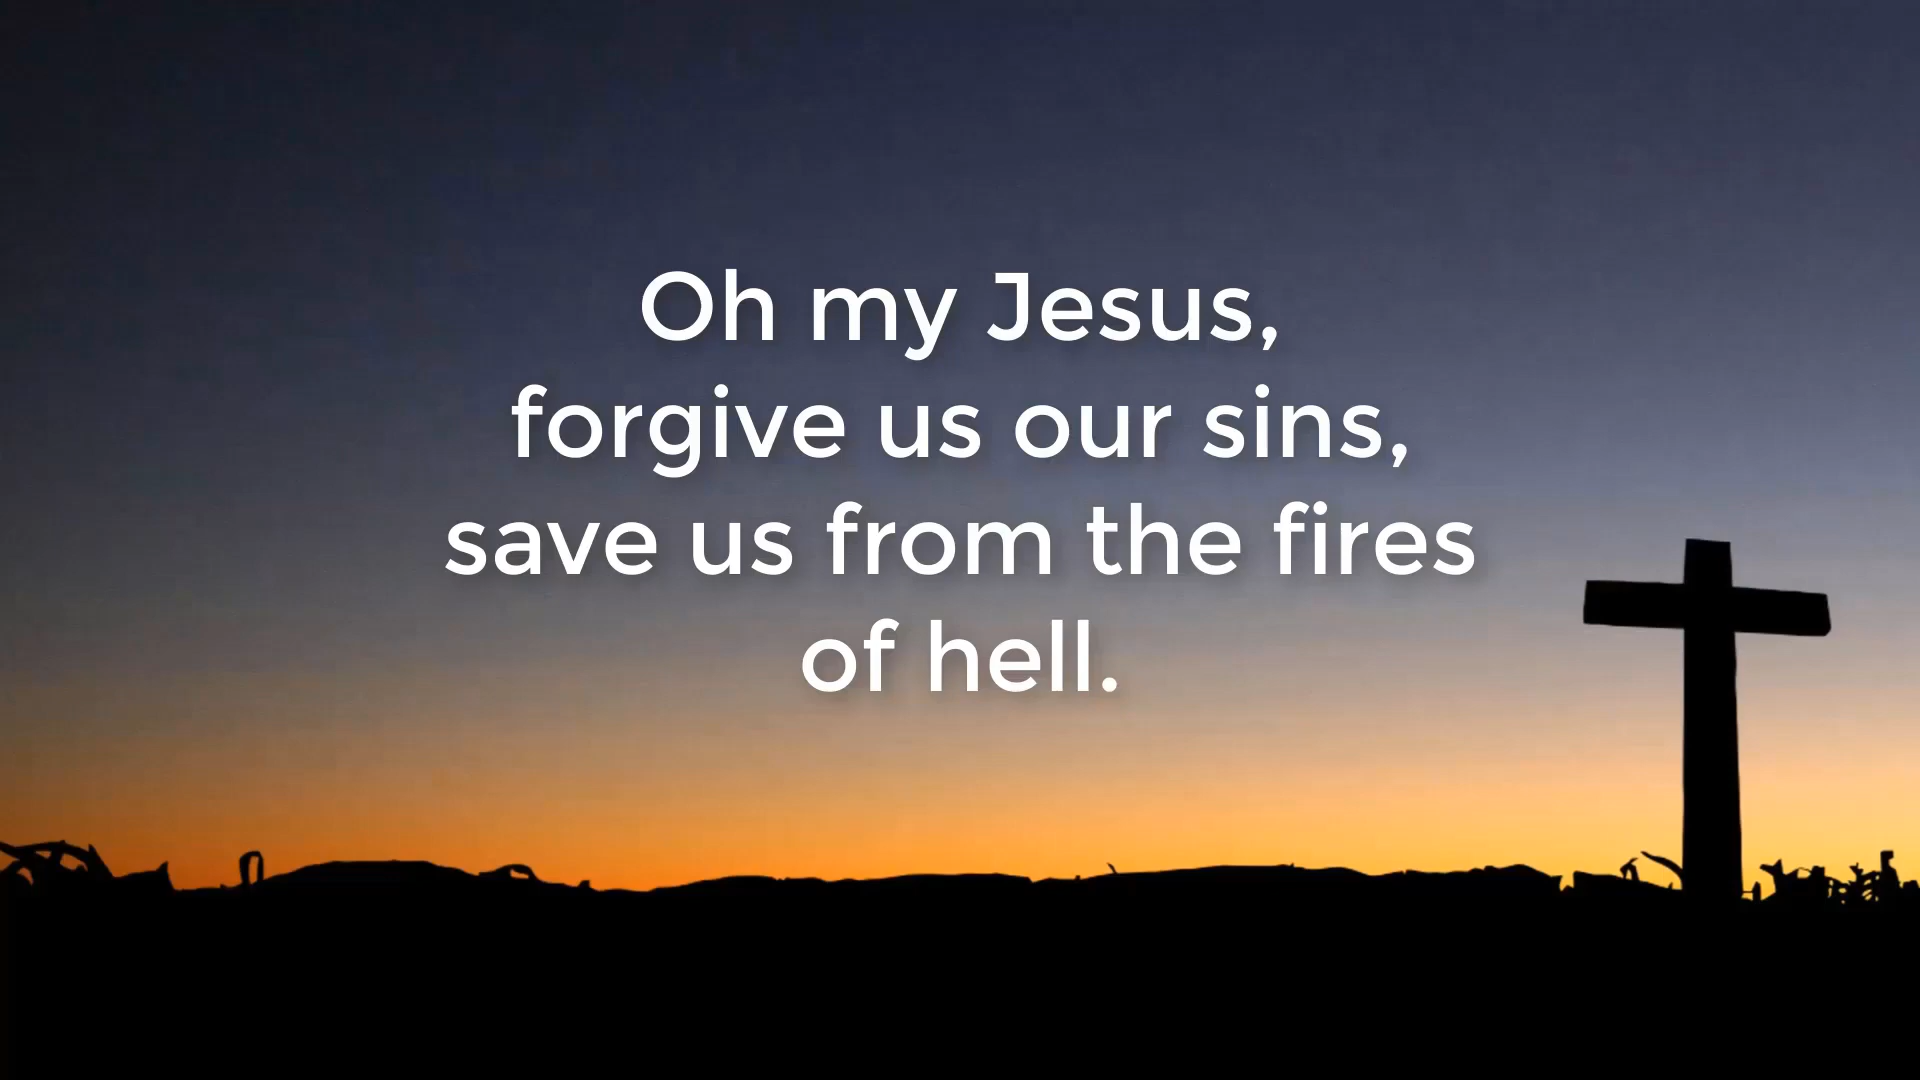 Oh my Jesus,
forgive us our sins,
save us from the fires
of hell.